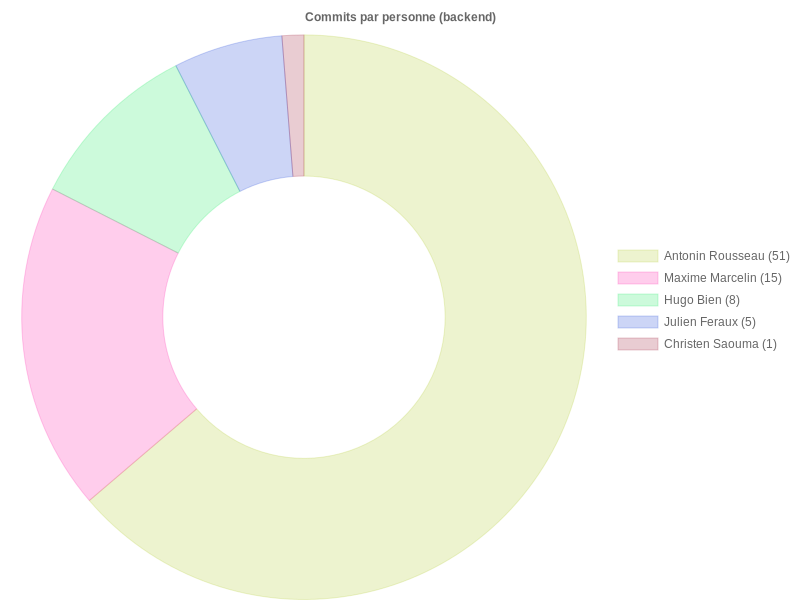 Commits par personne (backend)
Antonin Rousseau (51)
Maxime Marcelin (15)
Hugo Bien (8)
Julien Feraux (5)
Christen Saouma (1)